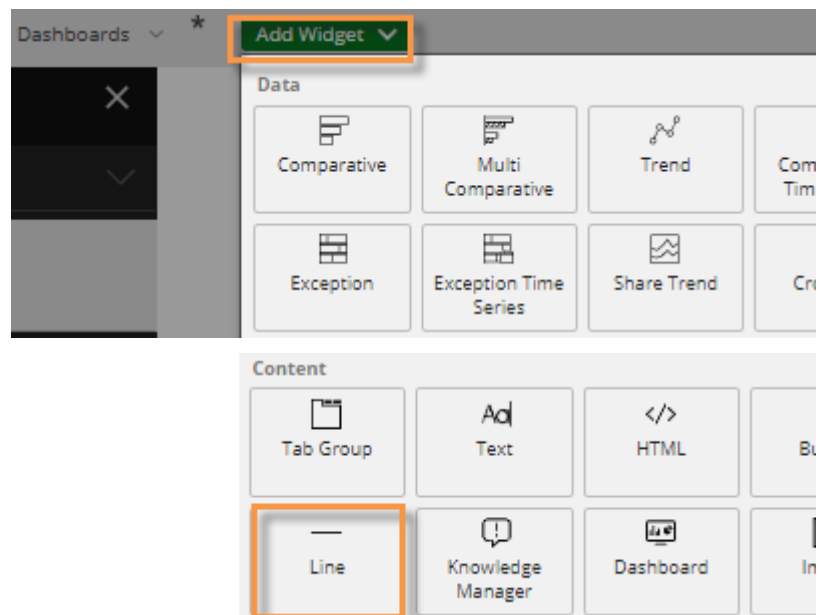 Dashboards *
Add Widget
Data
Comparative
Multi
Comparative
Trend
Exception
Exception Time
Series
Share Trend
Content
Tab Group
Aa
Text
</>
HTML
Line
Knowledge
Manager
Dashboard